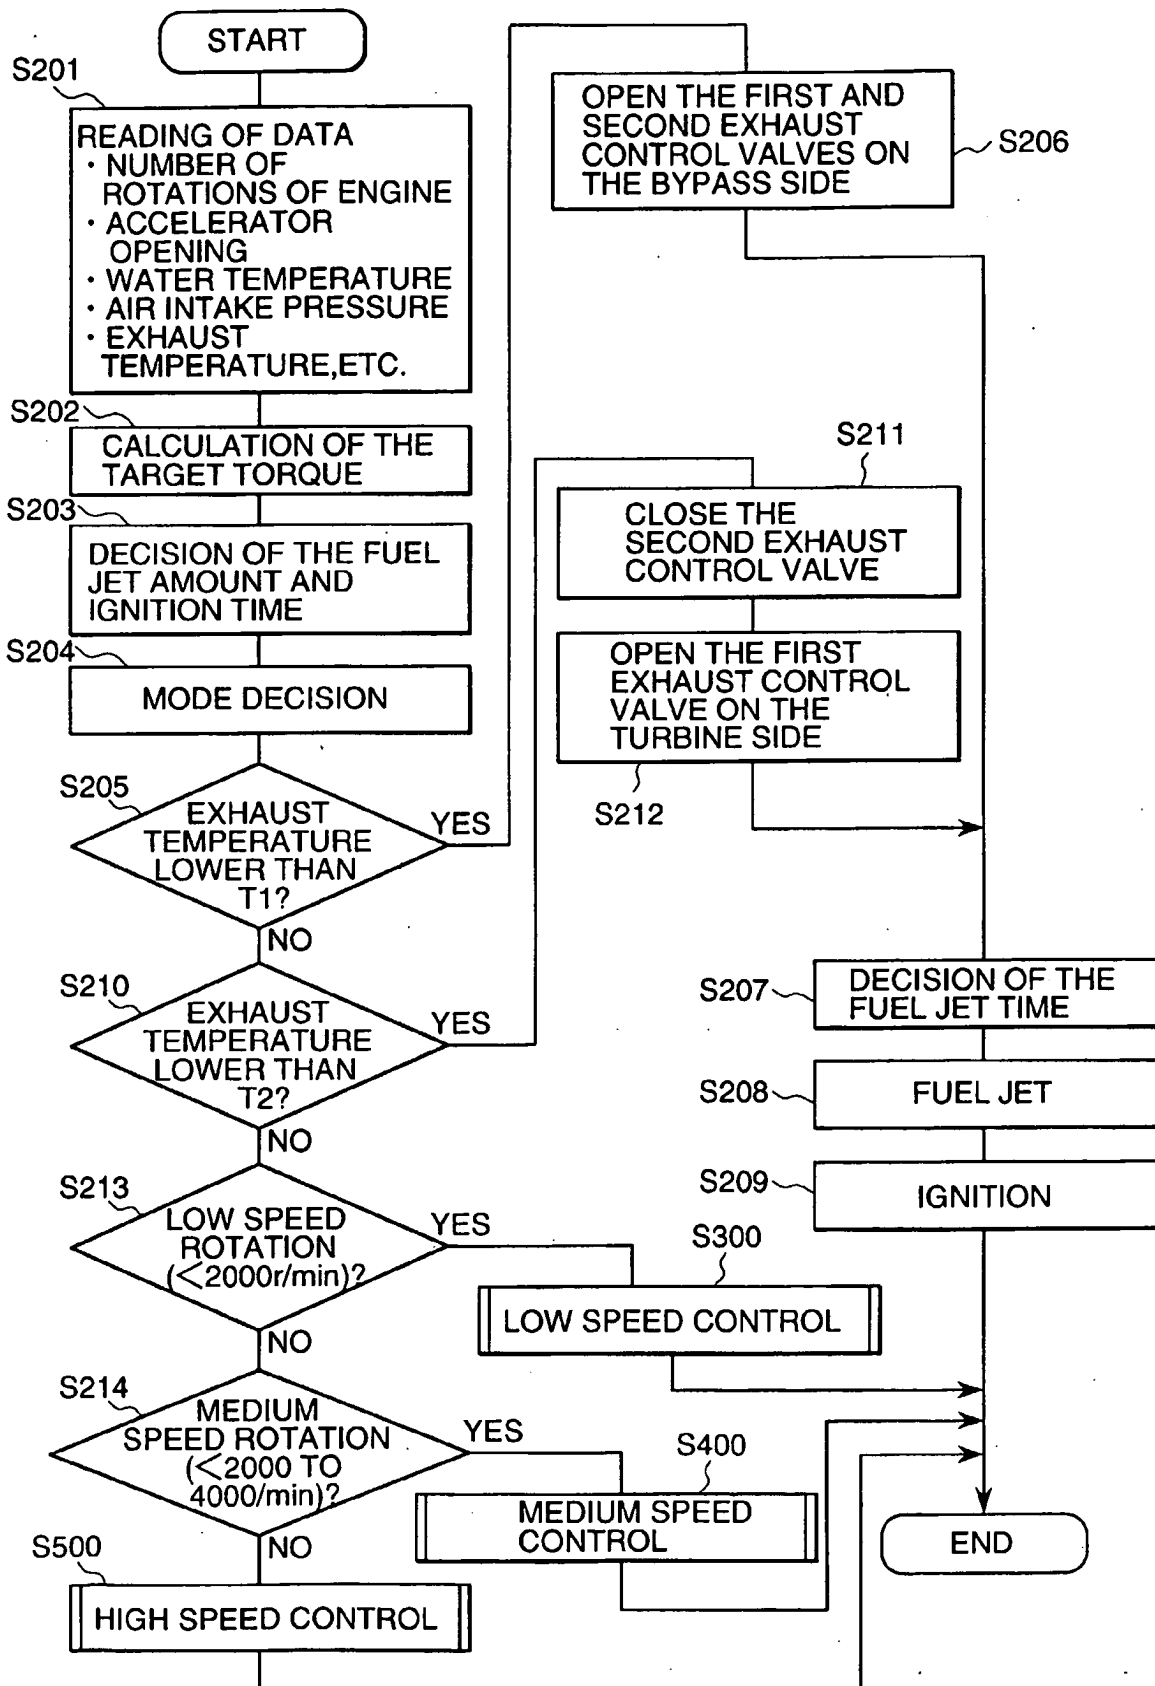 START
S201
READING OF DATA
· NUMBER OF
ROTATIONS OF ENGINE
· ACCELERATOR
OPENING
· WATER TEMPERATURE
· AIR INTAKE PRESSURE
· EXHAUST
TEMPERATURE,ETC.
S202
CALCULATION OF THE
TARGET TORQUE
S203
DECISION OF THE FUEL
JET AMOUNT AND
IGNITION TIME
S204
MODE DECISION
S205
EXHAUST
TEMPERATURE
LOWER THAN
T1?
YES
NO
OPEN THE FIRST AND
SECOND EXHAUST
CONTROL VALVES ON
THE BYPASS SIDE
S206
S210
EXHAUST
TEMPERATURE
LOWER THAN
T2?
YES
NO
S211
CLOSE THE
SECOND EXHAUST
CONTROL VALVE
OPEN THE FIRST
EXHAUST CONTROL
VALVE ON THE
TURBINE SIDE
S212
S207
DECISION OF THE
FUEL JET TIME
S208
FUEL JET
S209
IGNITION
S213
LOW SPEED
ROTATION
(<2000r/min)?
YES
NO
S300
LOW SPEED CONTROL
S214
MEDIUM
SPEED ROTATION
(<2000 TO
4000/min)?
YES
NO
S400
MEDIUM SPEED
CONTROL
S500
HIGH SPEED CONTROL
END